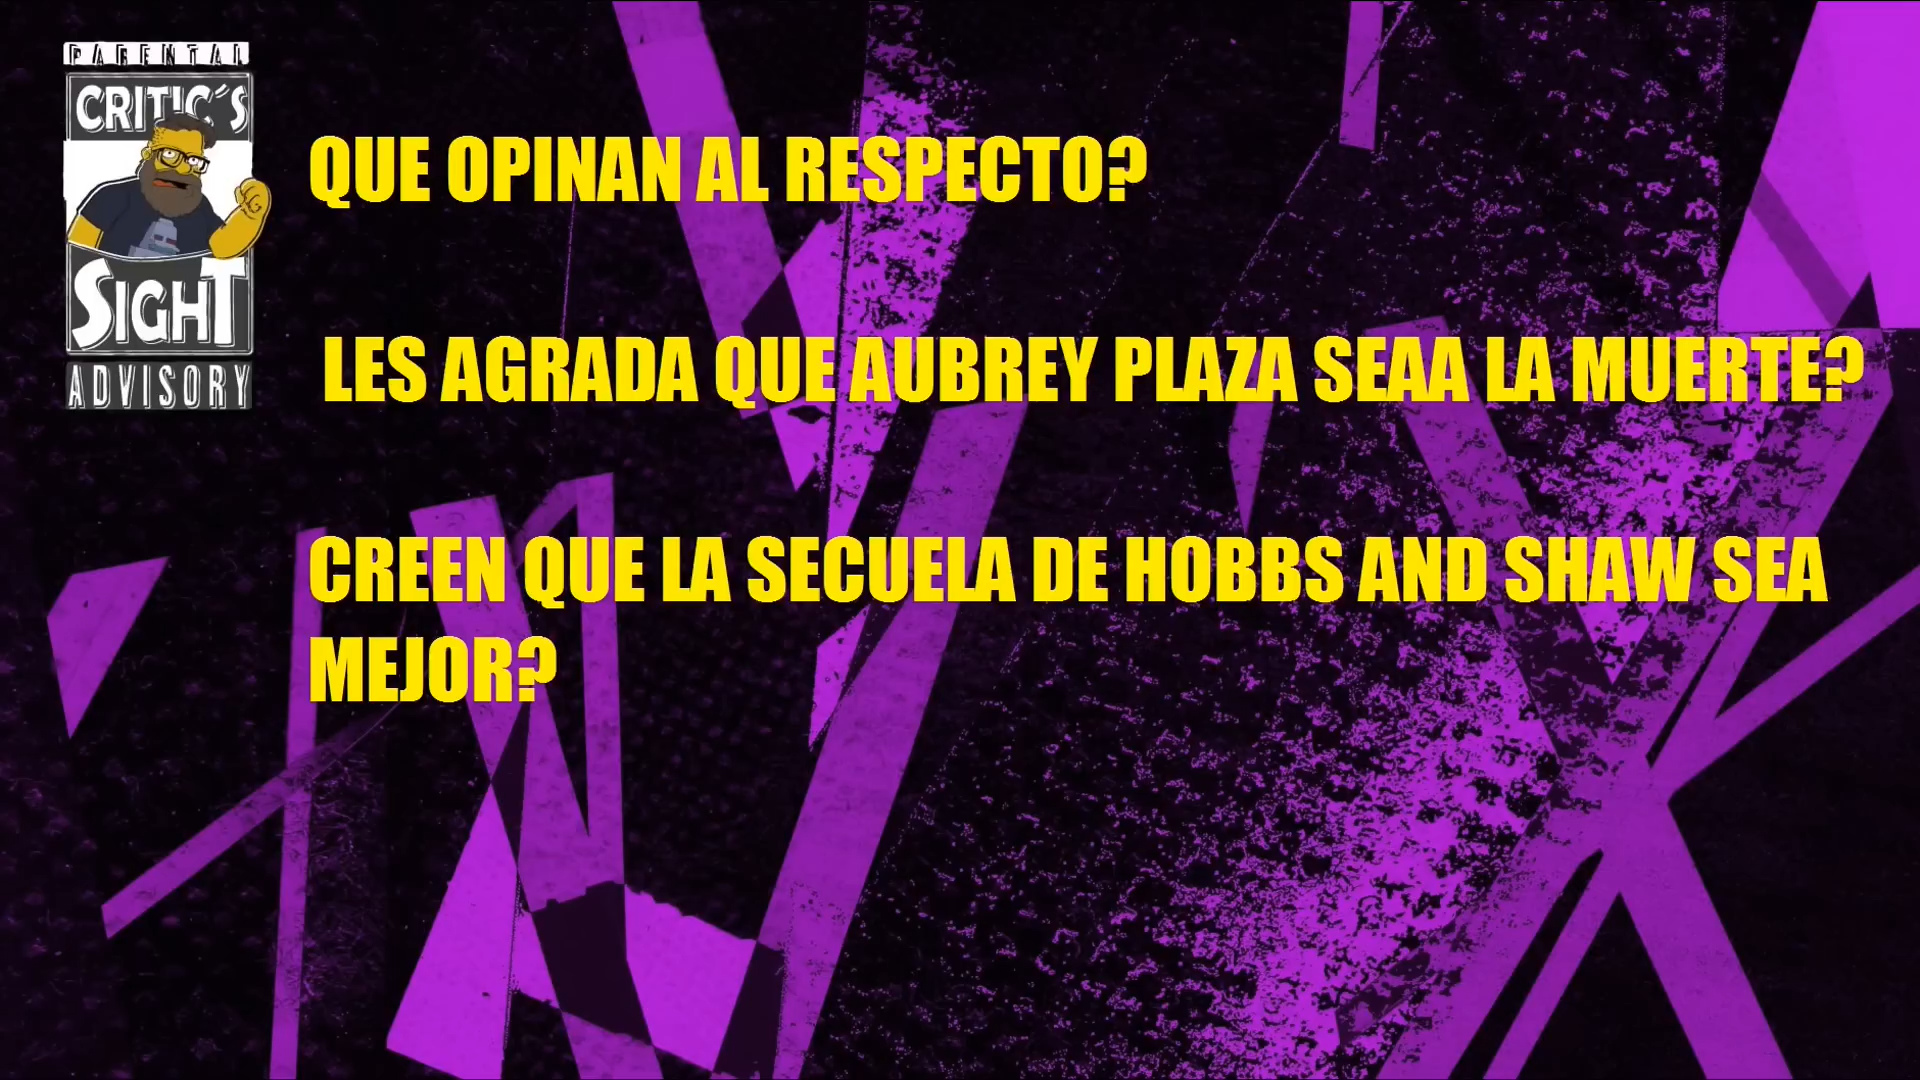 PARENTAL
CRITIC´S
SIGHT
ADVISORY
QUE OPINAN AL RESPECTO?
LES AGRADA QUE AUBREY PLAZA SEAA LA MUERTE?
CREEN QUE LA SECUELA DE HOBBS AND SHAW SEA
MEJOR?